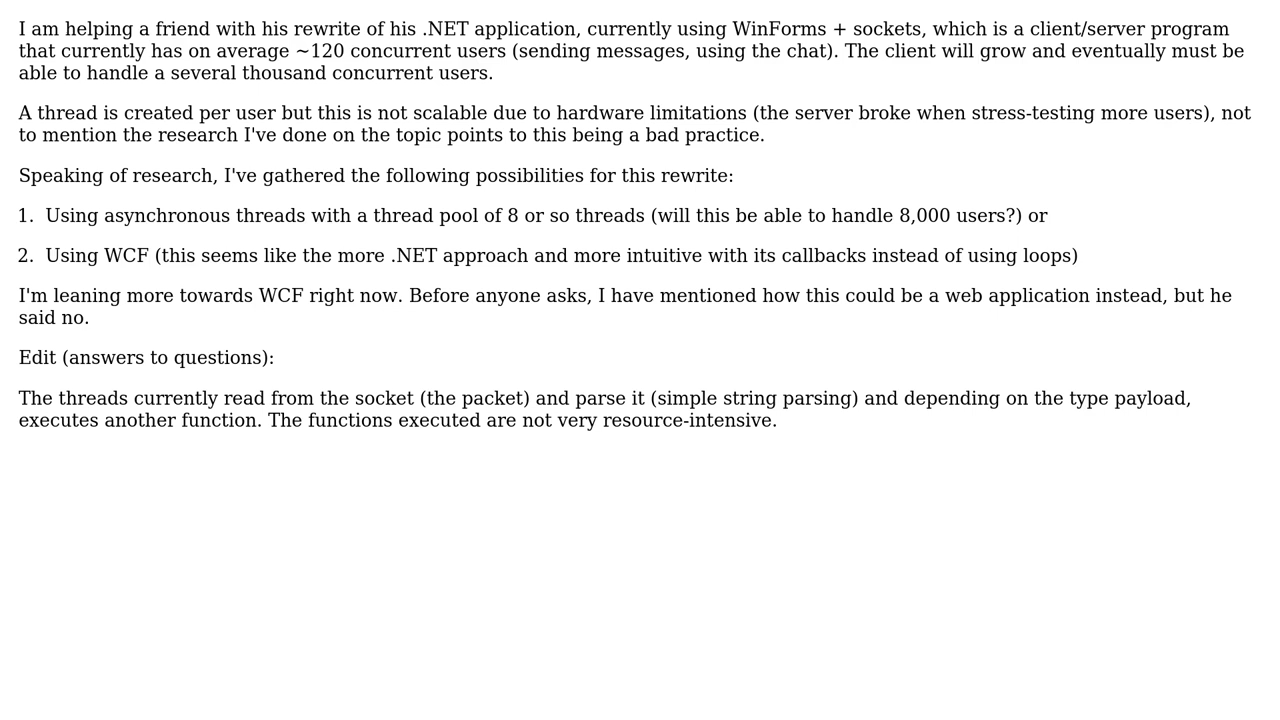 I am helping a friend with his rewrite of his .NET application, currently using WinForms + sockets, which is a client/server program
that currently has on average ~120 concurrent users (sending messages, using the chat). The client will grow and eventually must be
able to handle a several thousand concurrent users.
A thread is created per user but this is not scalable due to hardware limitations (the server broke when stress-testing more users), not
to mention the research I've done on the topic points to this being a bad practice.
Speaking of research, I've gathered the following possibilities for this rewrite:
1. Using asynchronous threads with a thread pool of 8 or so threads (will this be able to handle 8,000 users?) or
2. Using WCF (this seems like the more .NET approach and more intuitive with its callbacks instead of using loops)
I'm leaning more towards WCF right now. Before anyone asks, I have mentioned how this could be a web application instead, but he
said no.
Edit (answers to questions):
The threads currently read from the socket (the packet) and parse it (simple string parsing) and depending on the type payload,
executes another function. The functions executed are not very resource-intensive.